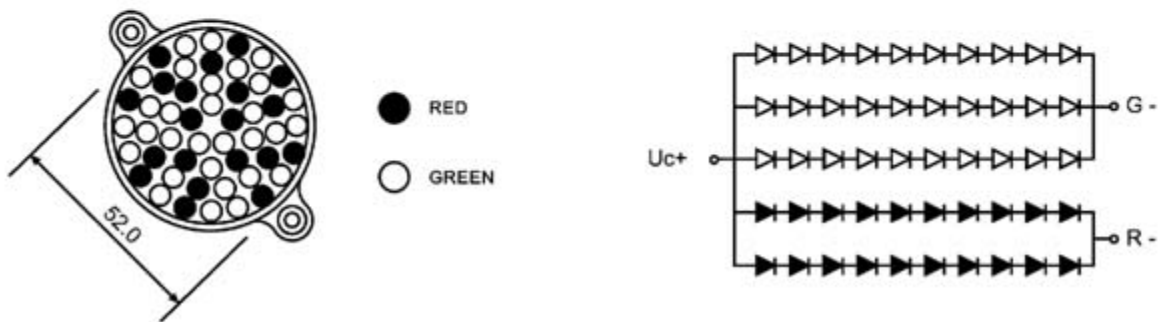 RED
GREEN
52.0
Uc+
G -
R -